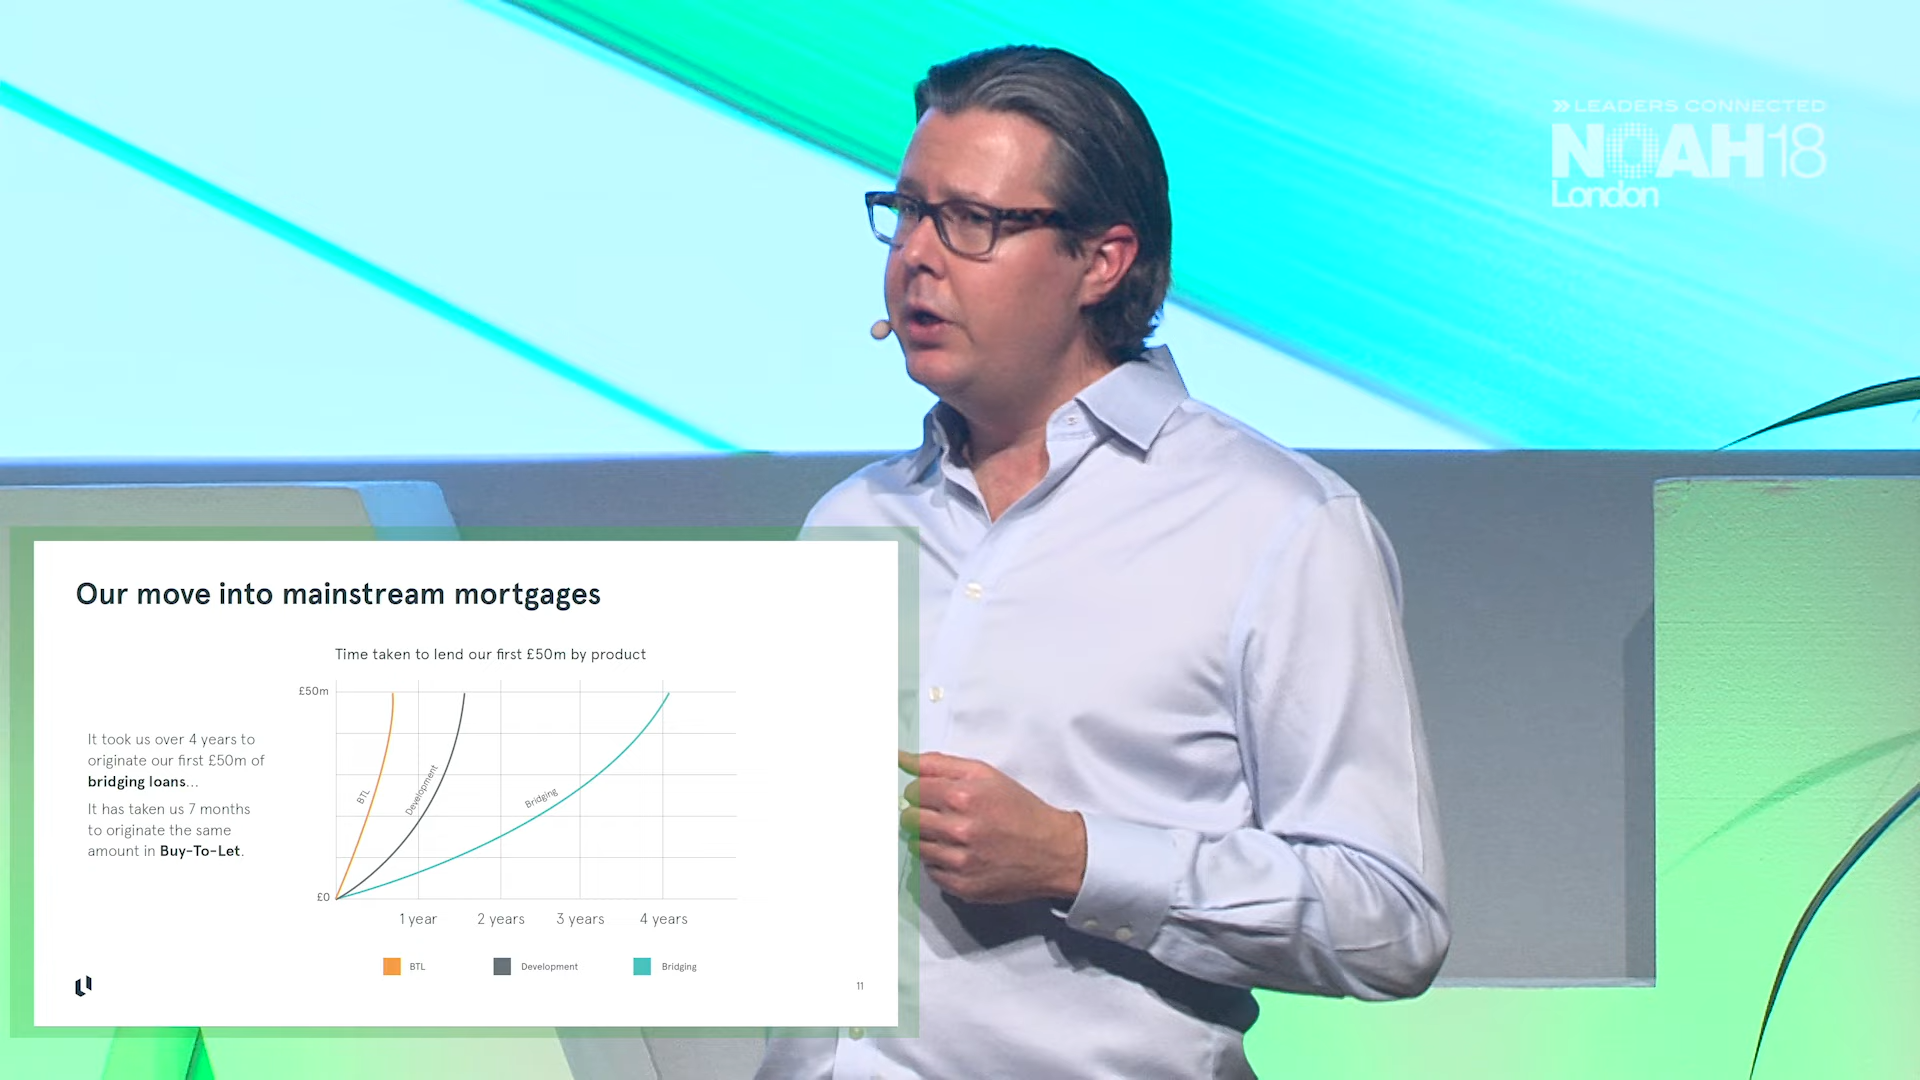 LEADERS CONNECTED
NOAH18
London
Our move into mainstream mortgages
Time taken to lend our first £50m by product
£50m
It took us over 4 years to
originate our first £50m of
bridging loans...
It has taken us 7 months
to originate the same
amount in Buy-To-Let.
BTL
Development
Bridging
£0
1 year
2 years
3 years
4 years
BTL
Development
Bridging
11